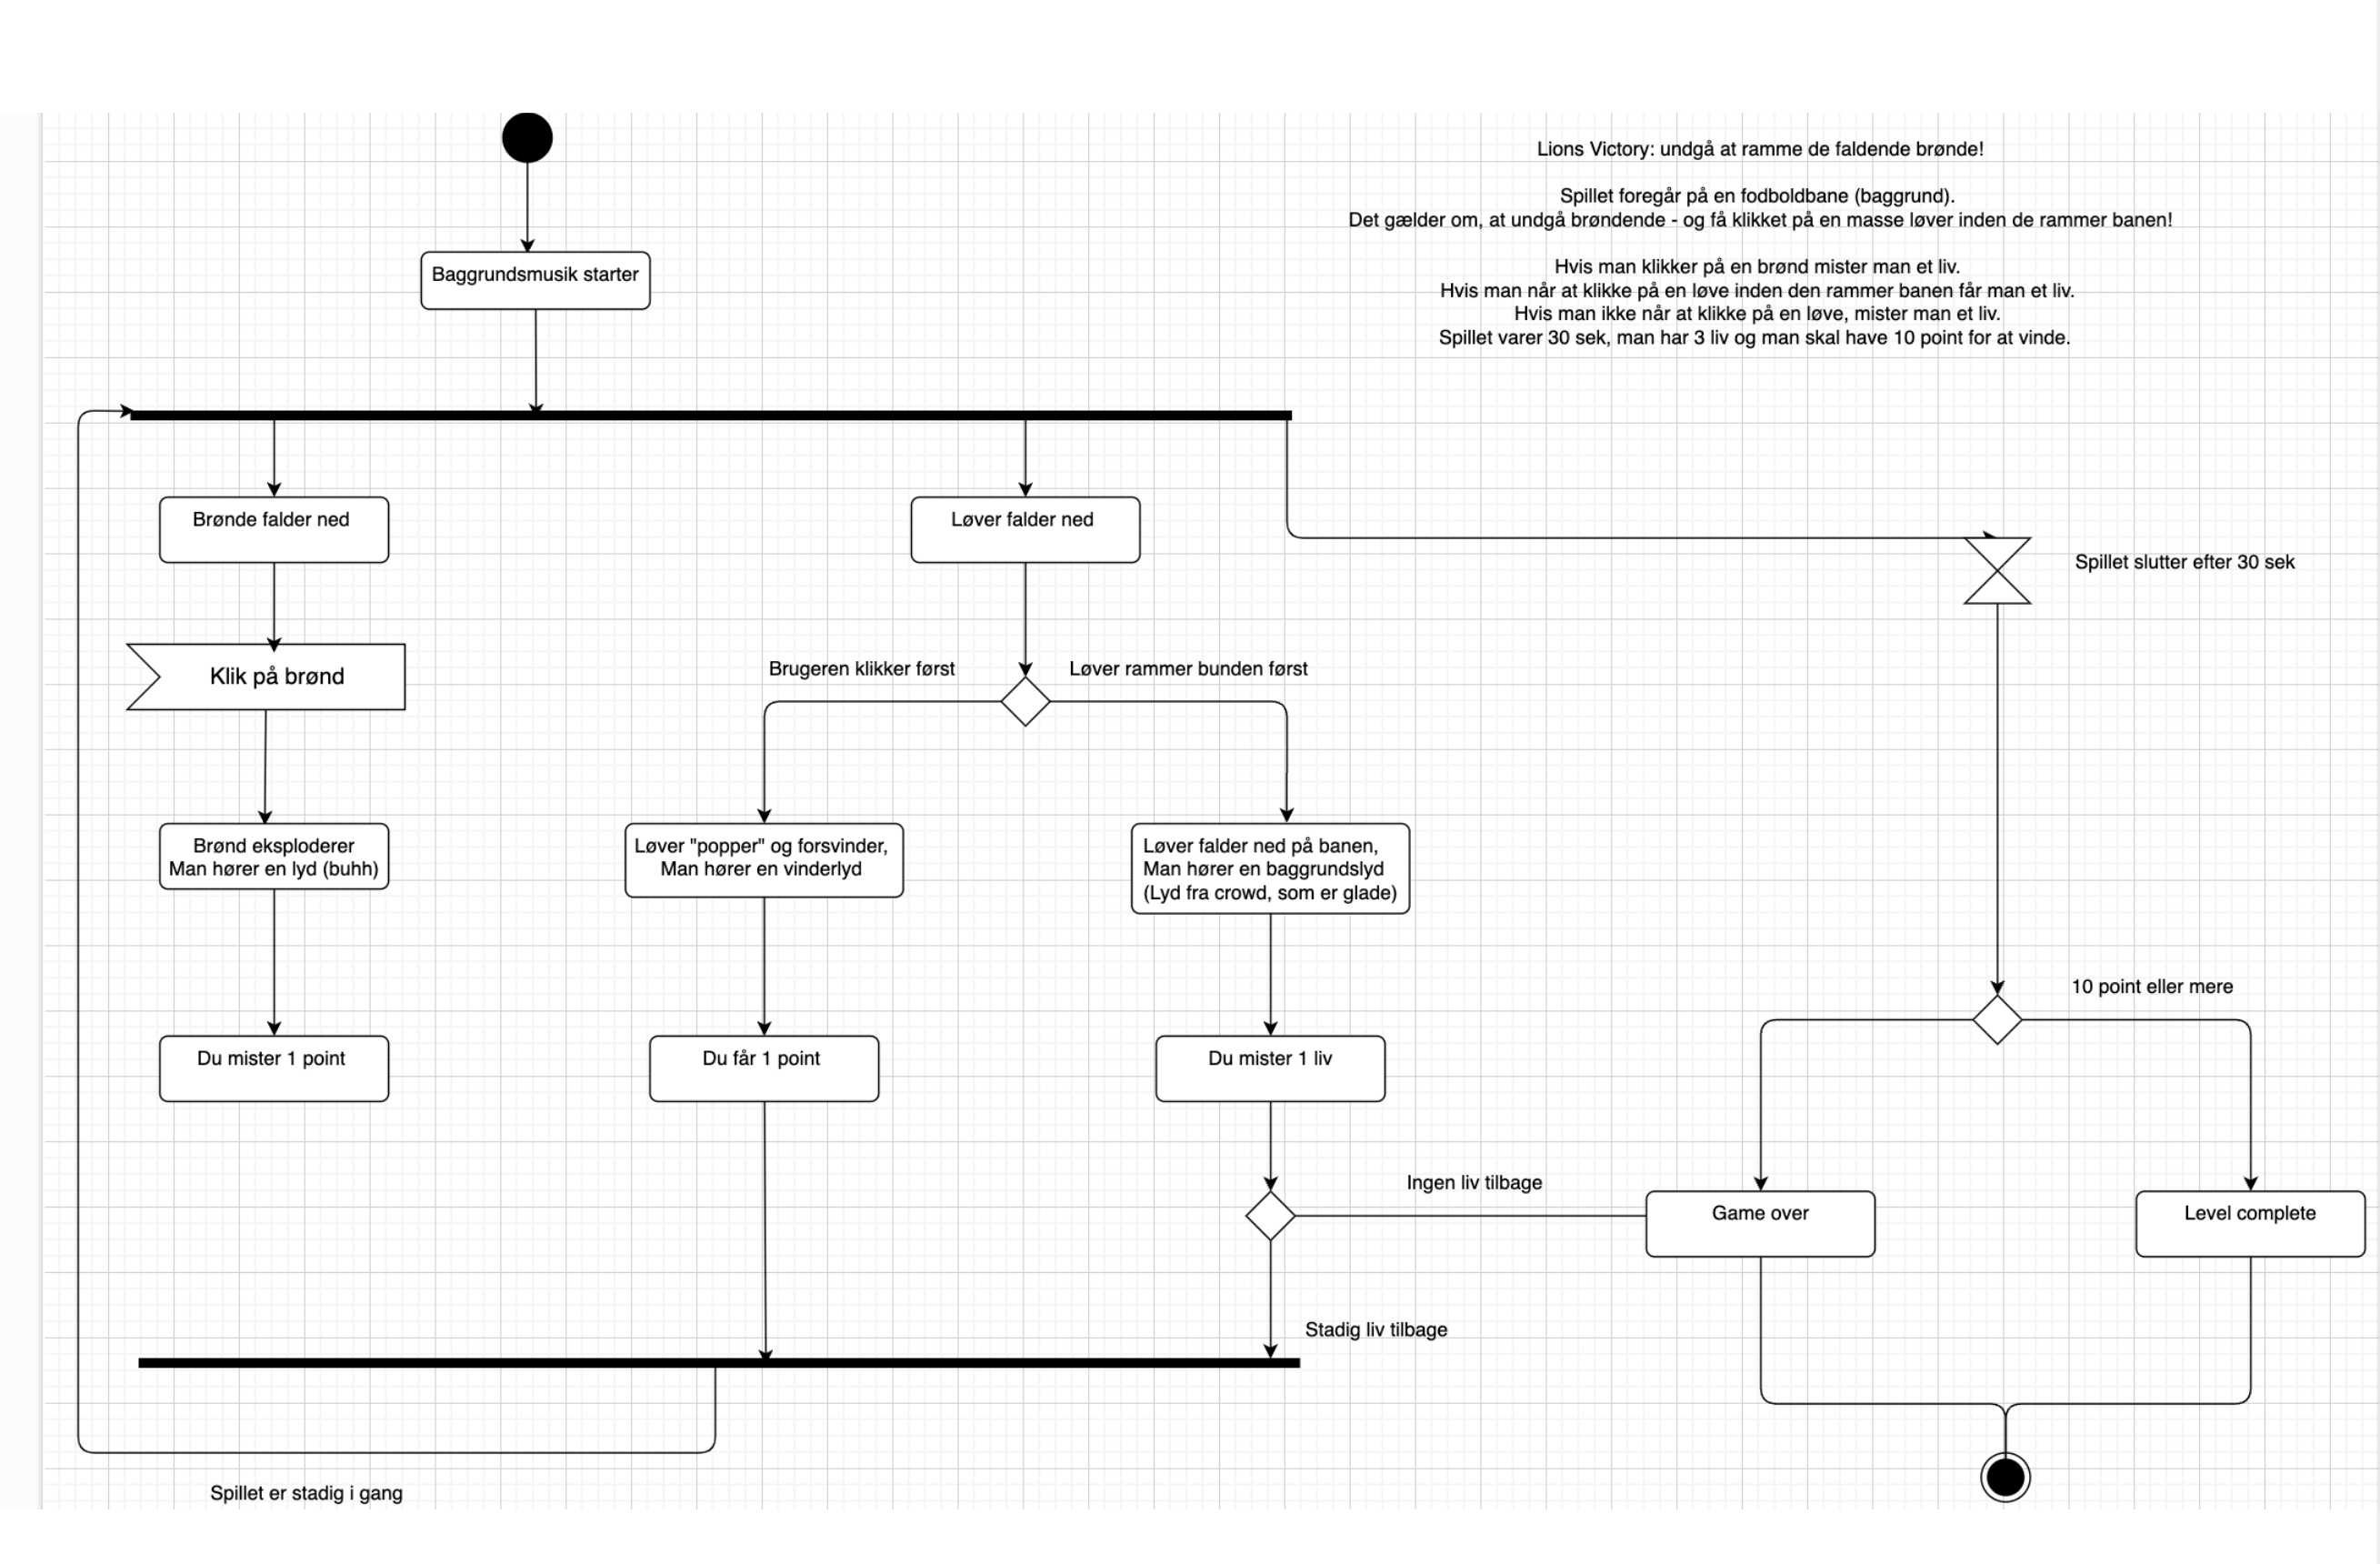 Lions Victory: undgå at ramme de faldende brønde!
Spillet foregår på en fodboldbane (baggrund).
Det gælder om, at undgå brøndende - og få klikket på en masse løver inden de rammer banen!
Hvis man klikker på en brønd mister man et liv.
Hvis man når at klikke på en løve inden den rammer banen får man et liv.
Hvis man ikke når at klikke på en løve, mister man et liv.
Spillet varer 30 sek, man har 3 liv og man skal have 10 point for at vinde.
Baggrundsmusik starter
Brønde falder ned
Løver falder ned
Spillet slutter efter 30 sek
Klik på brønd
Brugeren klikker først
Løver rammer bunden først
Brønd eksploderer
Man hører en lyd (buhh)
Løver "popper" og forsvinder,
Man hører en vinderlyd
Løver falder ned på banen,
Man hører en baggrundslyd
(Lyd fra crowd, som er glade)
10 point eller mere
Du mister 1 point
Du får 1 point
Du mister 1 liv
Ingen liv tilbage
Game over
Level complete
Stadig liv tilbage
Spillet er stadig i gang